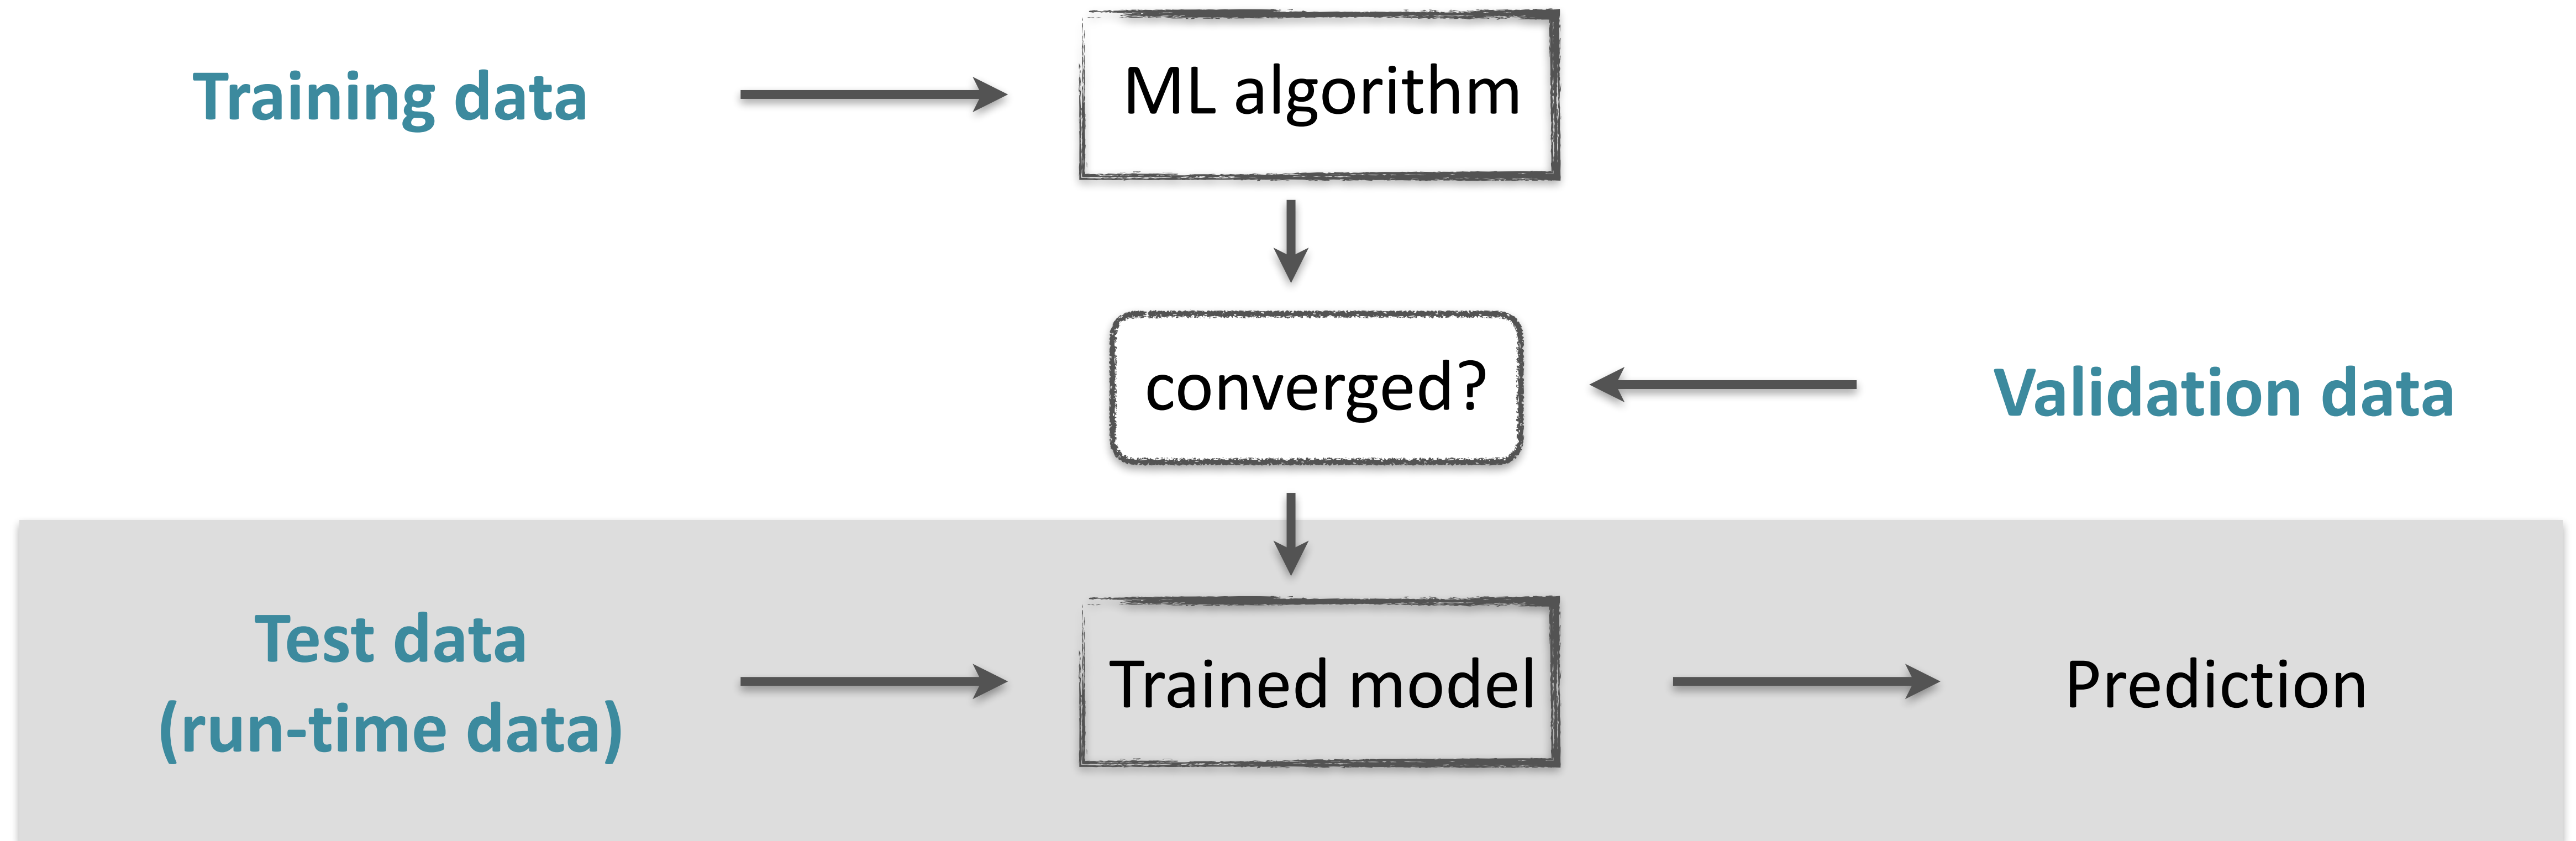 Training data
ML algorithm
converged?
Validation data
Test data
(run-time data)
Trained model
Prediction